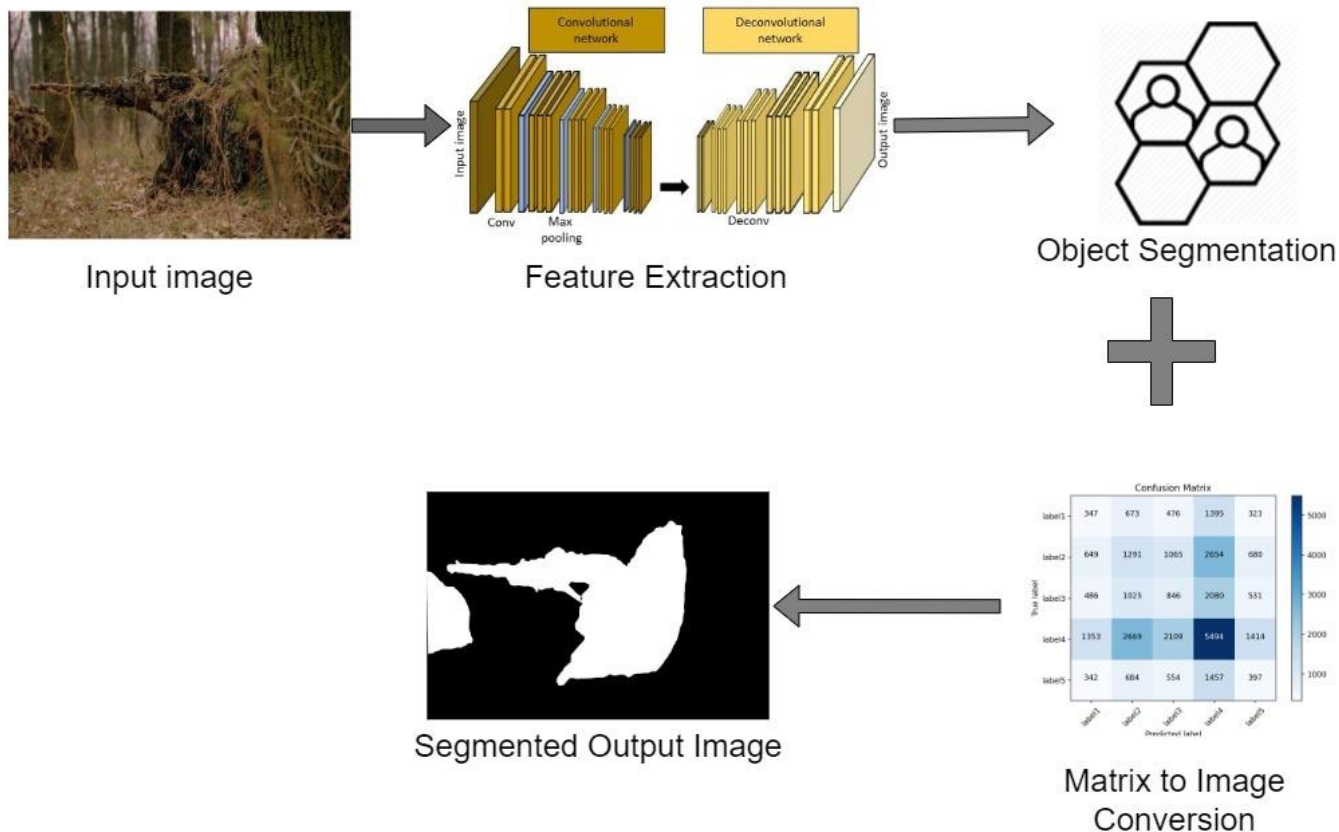 Convolutional
network
Deconvolutional
network
Input image
Conv
Max
pooling
Deconv
Output image
Input image
Feature Extraction
Object Segmentation
Confusion Matrix
True label
label1 347 673 476 1395 323
label2 649 1291 1065 2654 680
label3 486 1025 846 2080 531
label4 1353 2669 2109 5494 1414
label5 342 684 554 1457 397
label1 label2 label3 label4 label5
Predicted label
5000
4000
3000
2000
1000
Segmented Output Image
Matrix to Image
Conversion